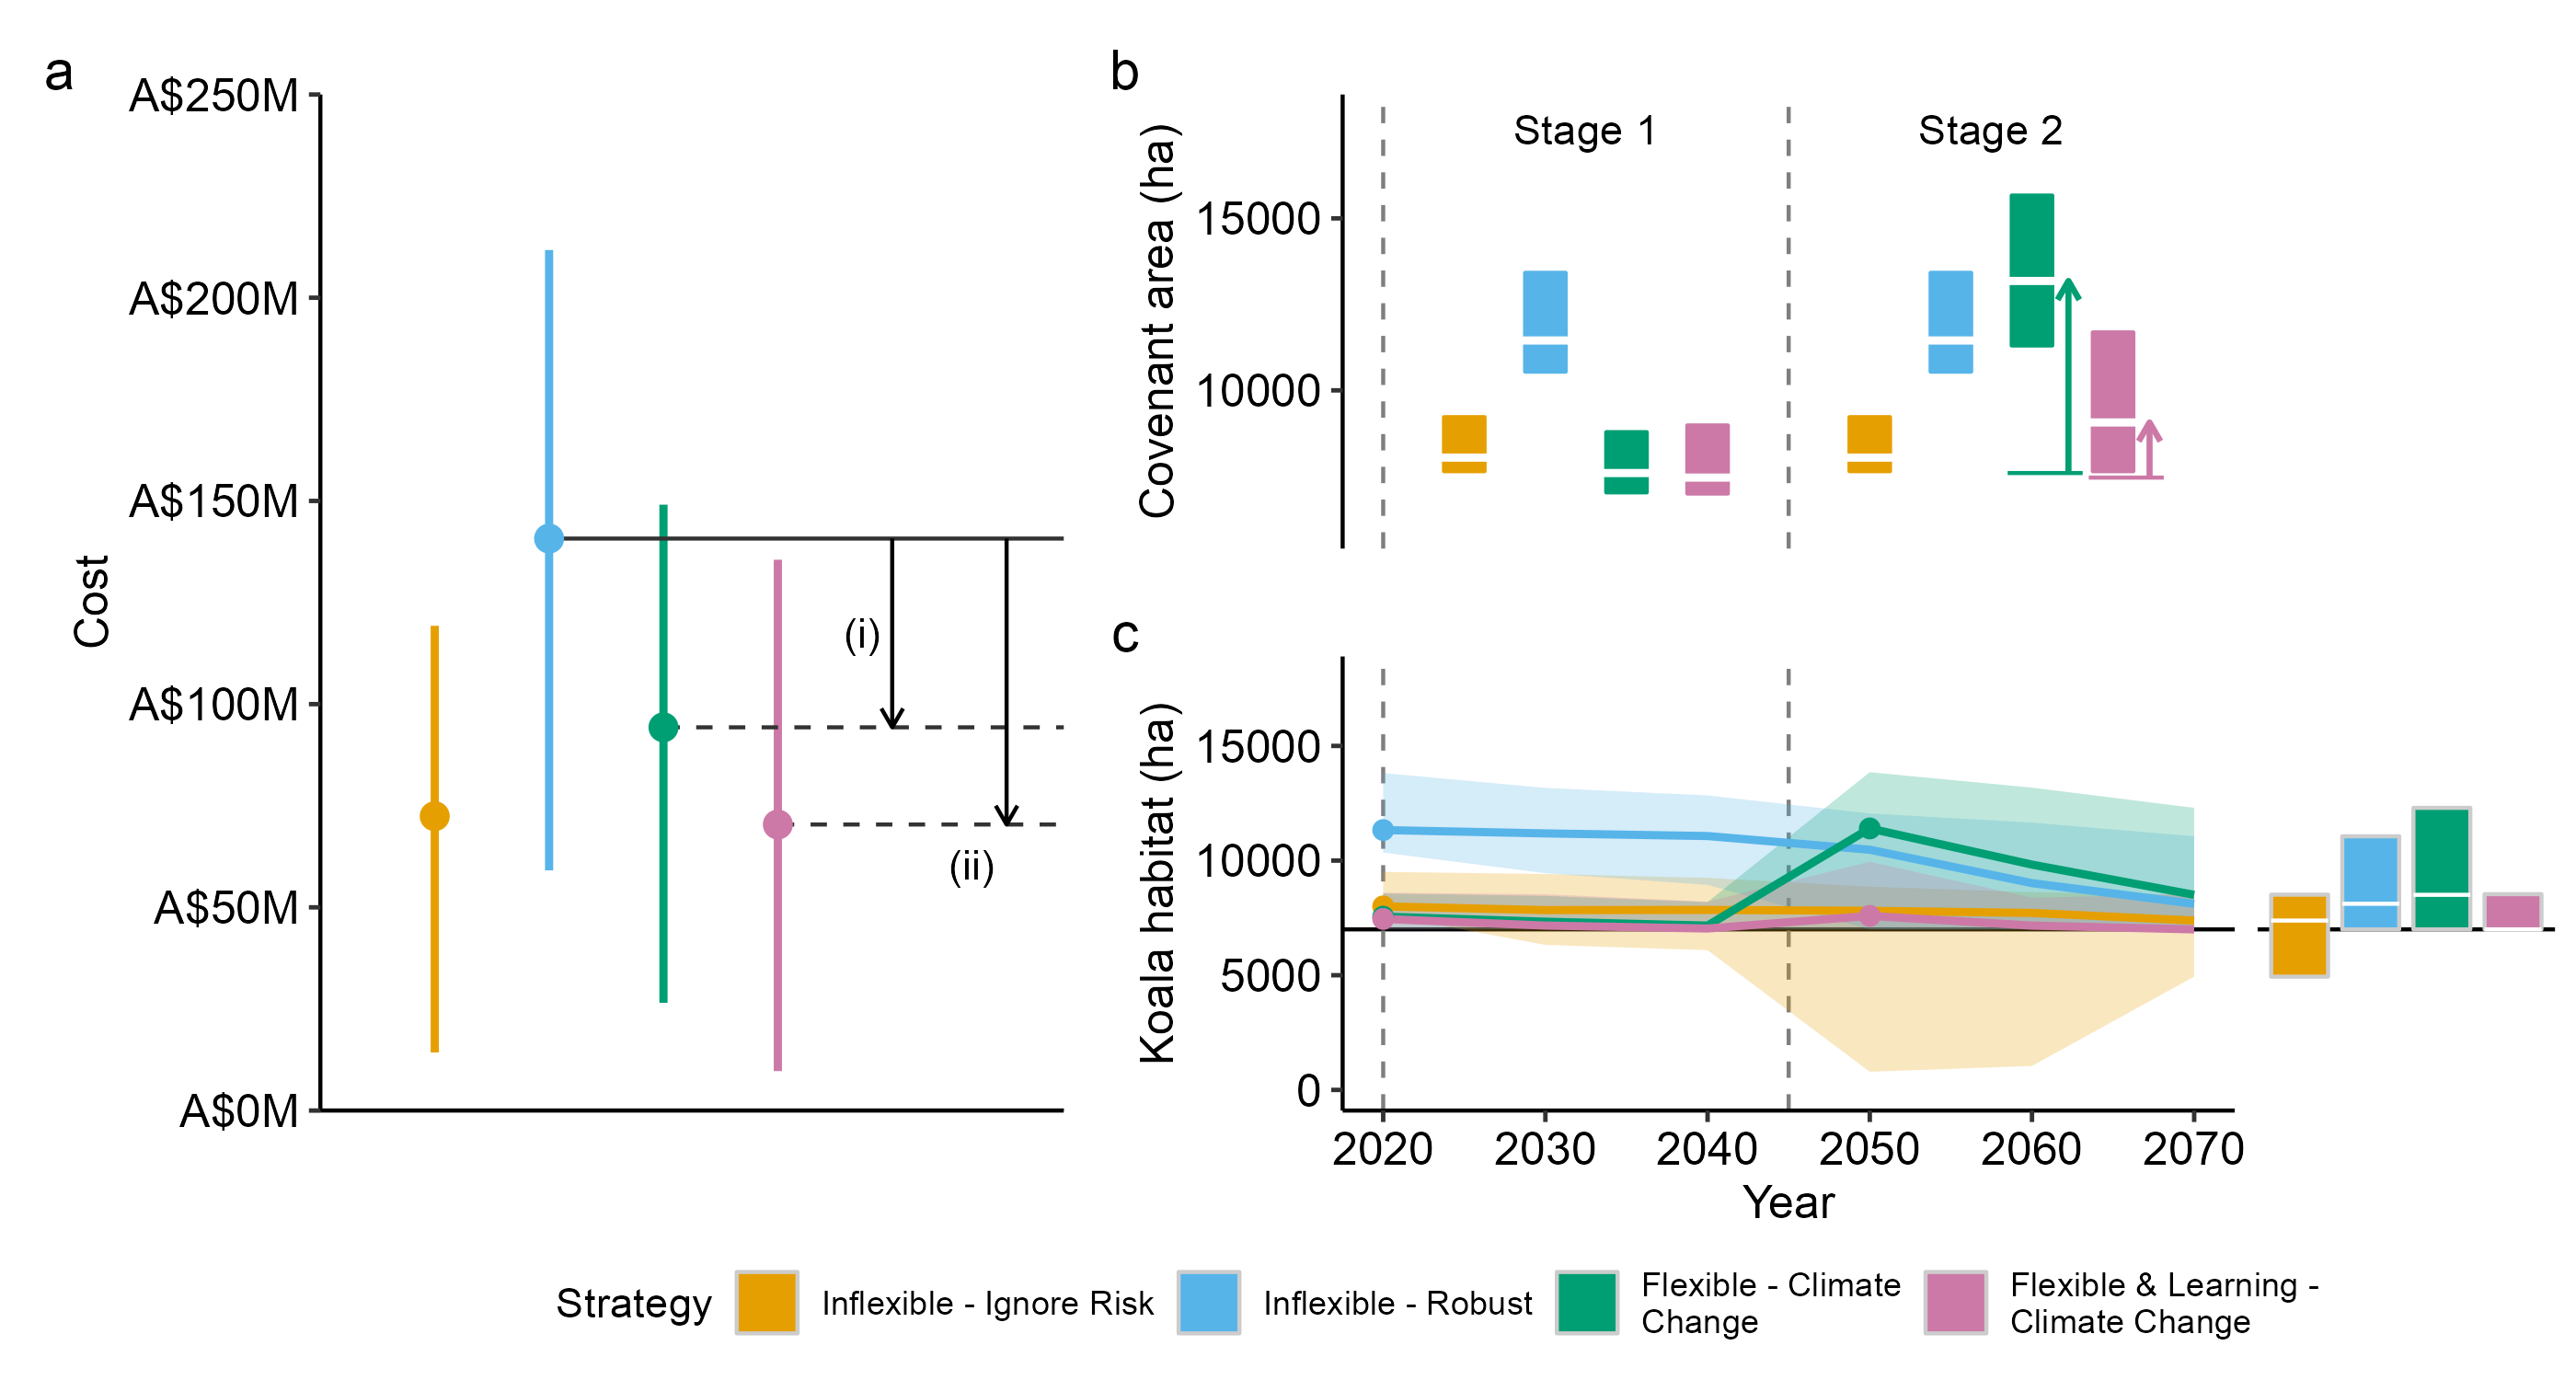 a
A$250M
A$200M
A$150M
A$100M
A$50M
A$0M
Cost
(i)
(ii)
b
Stage 1
Stage 2
15000
10000
Covenant area (ha)
c
15000
10000
5000
0
Koala habitat (ha)
2020
2030
2040
2050
2060
2070
Year
Strategy
Inflexible - Ignore Risk
Inflexible - Robust
Flexible - Climate
Change
Flexible & Learning -
Climate Change